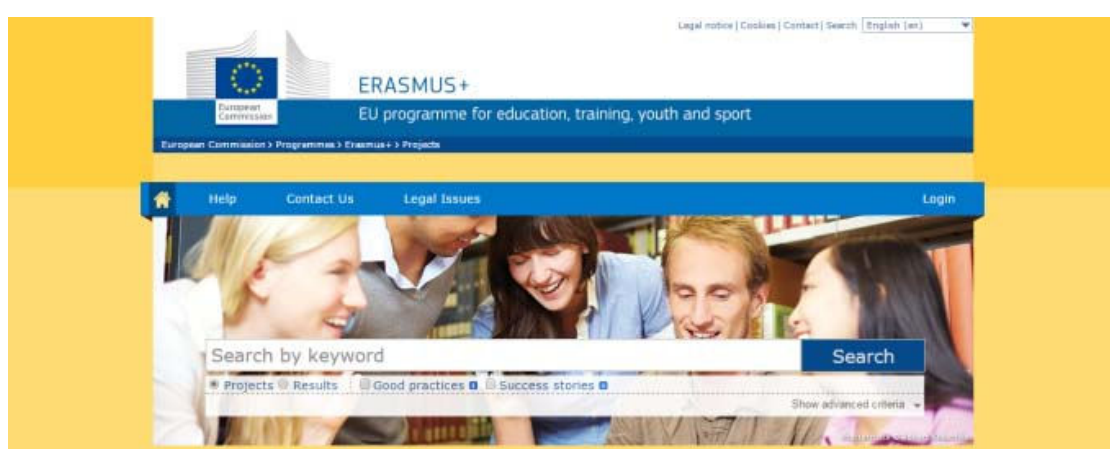 Legal notice | Cookies | Contact | Search English (en)
ERASMUS+
European
Commission
EU programme for education, training, youth and sport
European Commission > Programmes > Erasmus+ > Projects
Help Contact Us Legal Issues Login
Search by keyword Search
Projects Results Good practices Success stories
Show advanced criteria